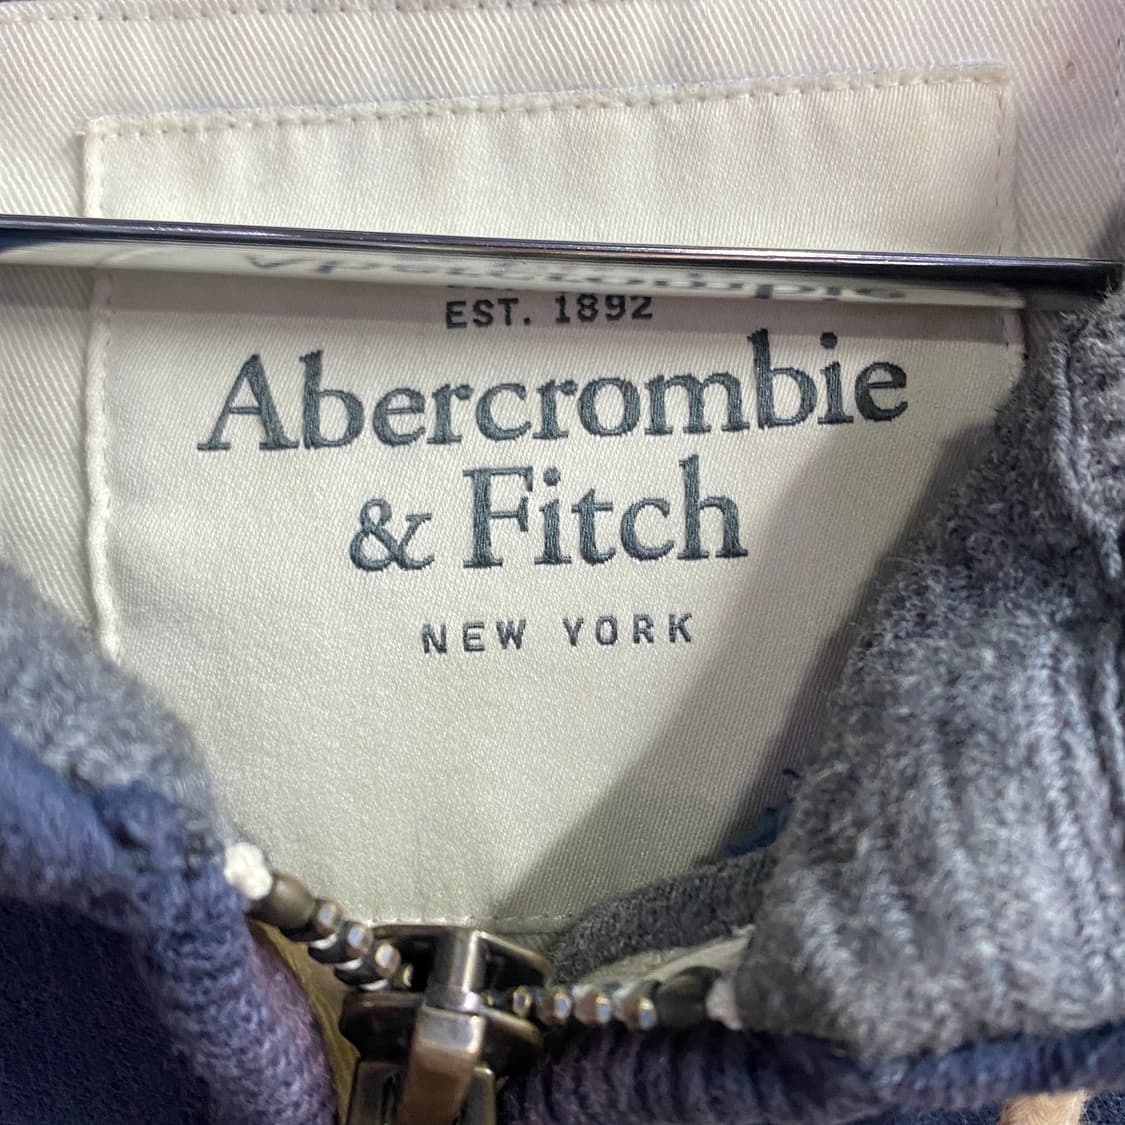 EST. 1892
Abercrombie
& Fitch
NEW YORK